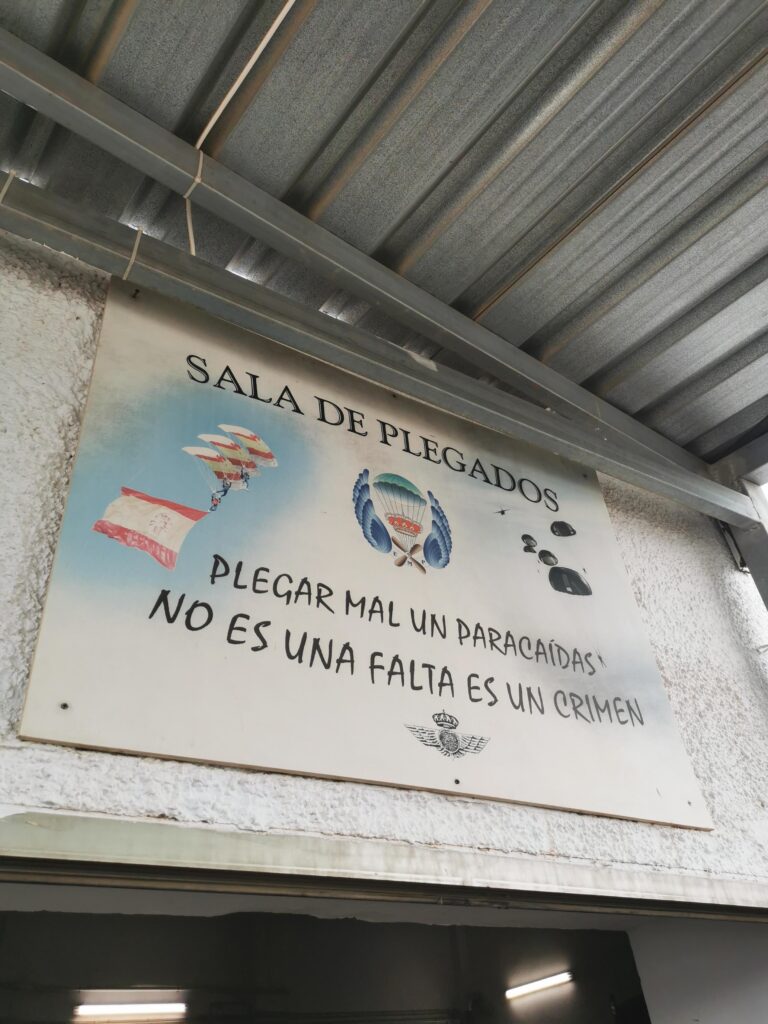 SALA DE PLEGADOS
PLEGAR MAL UN PARACAÍDAS
NO ES UNA FALTA ES UN CRIMEN